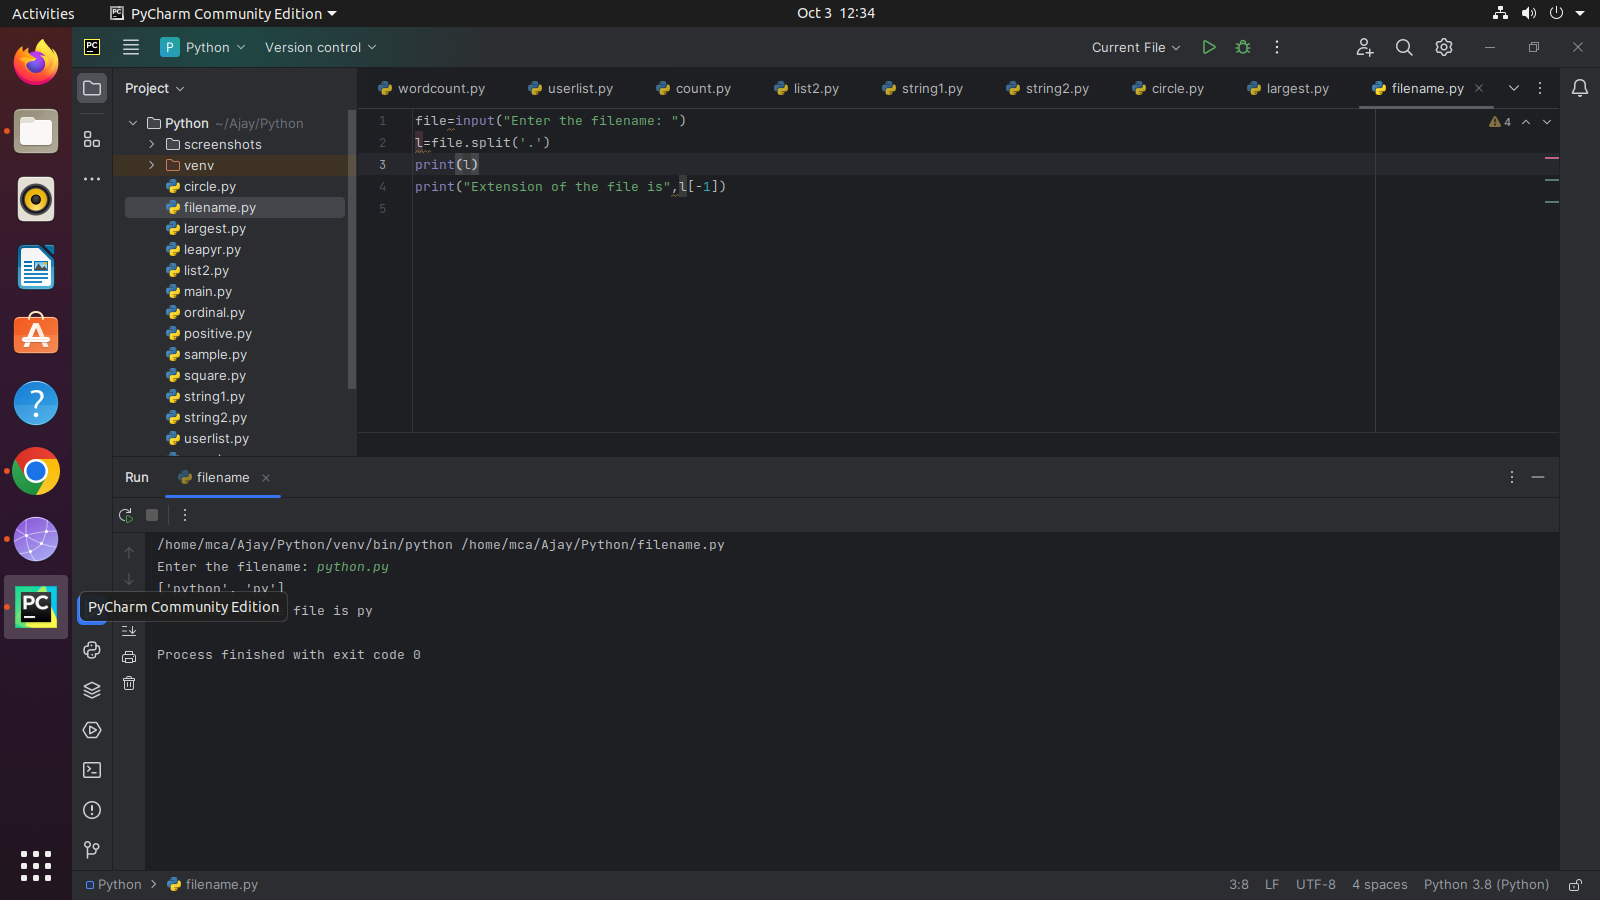 Activities PyCharm Community Edition Oct 3 12:34
PC P Python Version control Current File
Project
wordcount.py userlist.py count.py list2.py string1.py string2.py circle.py largest.py filename.py
Python ~/Ajay/Python
screenshots
venv
circle.py
filename.py
largest.py
leapyr.py
list2.py
main.py
ordinal.py
positive.py
sample.py
square.py
string1.py
string2.py
userlist.py
1 file=input("Enter the filename: ")
2 l=file.split('.')
3 print(l)
4 print("Extension of the file is",l[-1])
5
4
Run filename
/home/mca/Ajay/Python/venv/bin/python /home/mca/Ajay/Python/filename.py
Enter the filename: python.py
['python', 'py']
file is py
Process finished with exit code 0
PC
PyCharm Community Edition
Python filename.py 3:8 LF UTF-8 4 spaces Python 3.8 (Python)